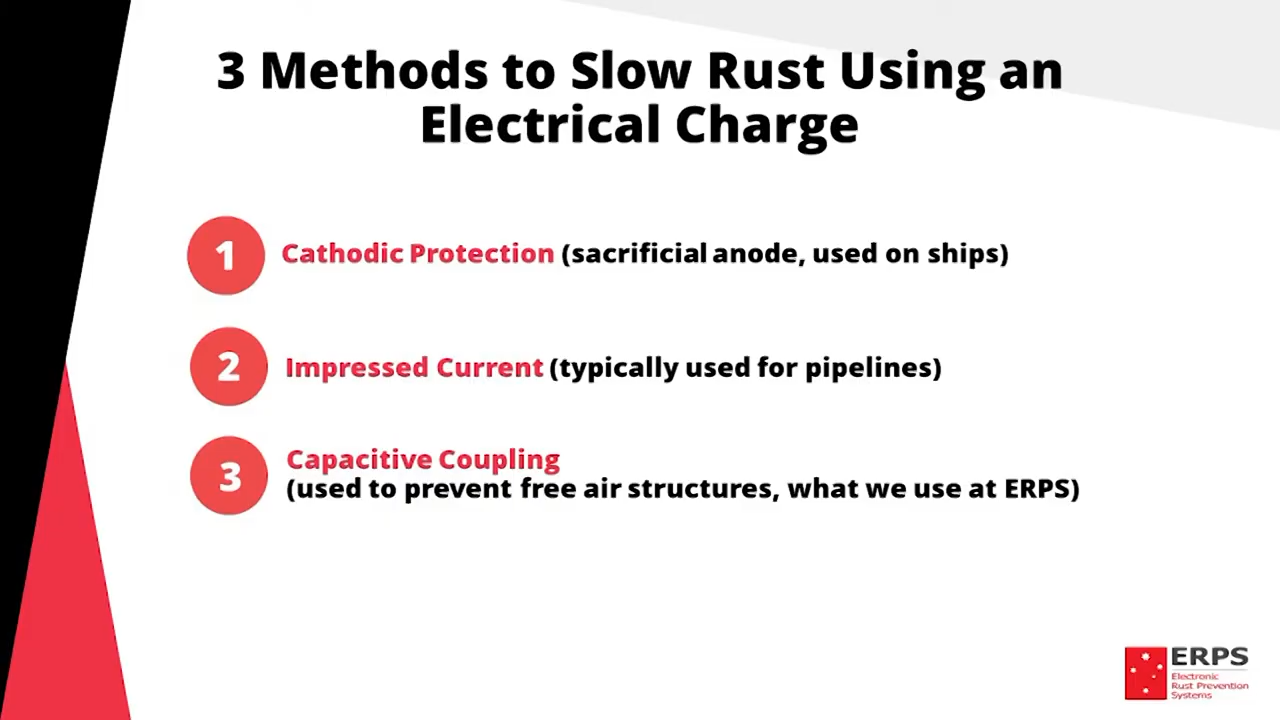 3 Methods to Slow Rust Using an
Electrical Charge
1 Cathodic Protection (sacrificial anode, used on ships)
2 Impressed Current (typically used for pipelines)
3 Capacitive Coupling
(used to prevent free air structures, what we use at ERPS)
ERPS
Electronic
Rust Prevention
Systems